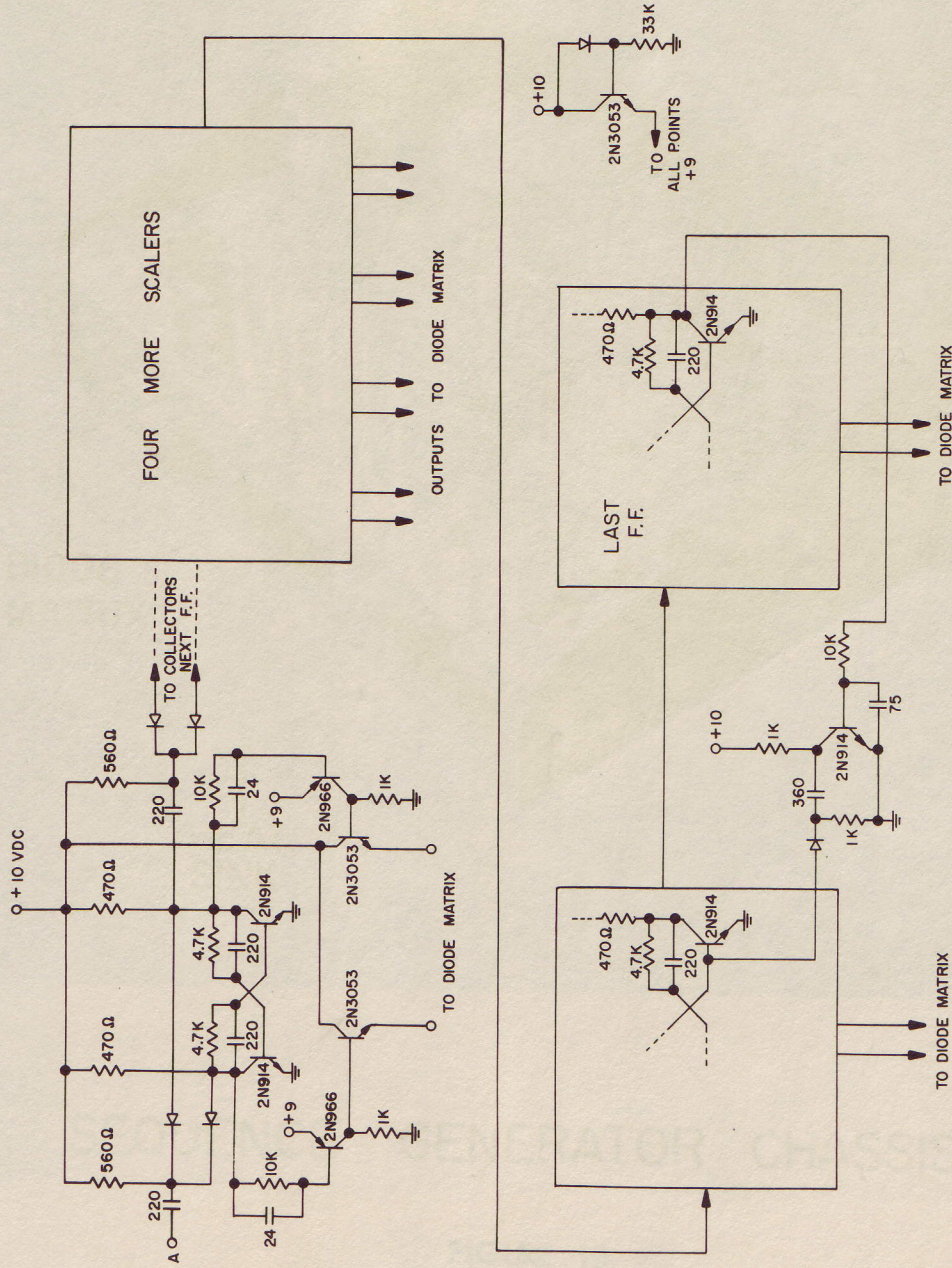 +10 VDC
560Ω
470Ω
470Ω
560Ω
A
220
220
TO COLLECTORS
NEXT F.F.
4.7K
220
4.7K
220
2N914
2N914
10K
24
10K
24
+9
2N966
+9
2N966
1K
1K
2N3053
2N3053
TO DIODE MATRIX
FOUR MORE SCALERS
OUTPUTS TO DIODE MATRIX
+10
33K
2N3053
TO
ALL POINTS
+9
470Ω
4.7K
220
2N914
TO DIODE MATRIX
+10
1K
360
2N914
1K
10K
75
LAST
F.F.
470Ω
4.7K
220
2N914
TO DIODE MATRIX
GENERATOR CHASSIS